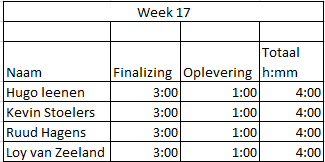 Week 17
Totaal
Naam Finalizing Oplevering h:mm
Hugo leenen 3:00 1:00 4:00
Kevin Stoelers 3:00 1:00 4:00
Ruud Hagens 3:00 1:00 4:00
Loy van Zeeland 3:00 1:00 4:00